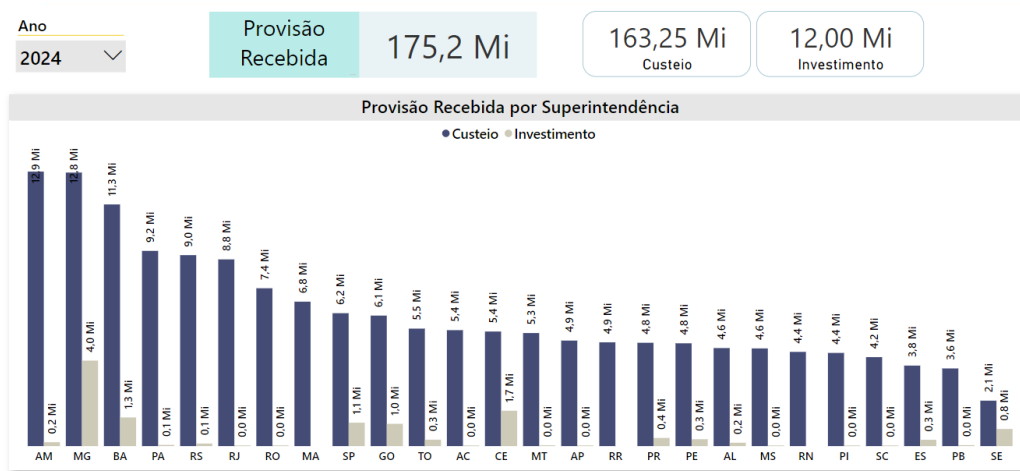 Ano
2024
Provisão
Recebida
175,2 Mi
163,25 Mi
Custeio
12,00 Mi
Investimento
Provisão Recebida por Superintendência
Custeio Investimento
12,9 Mi
0,2 Mi
12,8 Mi
4,0 Mi
11,3 Mi
1,3 Mi
9,2 Mi
0,1 Mi
9,0 Mi
0,1 Mi
8,8 Mi
0,0 Mi
7,4 Mi
0,0 Mi
6,8 Mi
6,2 Mi
1,1 Mi
6,1 Mi
1,0 Mi
5,5 Mi
0,3 Mi
5,4 Mi
0,0 Mi
5,4 Mi
1,7 Mi
5,3 Mi
0,0 Mi
4,9 Mi
0,0 Mi
4,9 Mi
4,8 Mi
0,4 Mi
4,8 Mi
0,3 Mi
4,6 Mi
0,2 Mi
4,6 Mi
0,0 Mi
4,4 Mi
4,4 Mi
0,0 Mi
4,2 Mi
0,0 Mi
3,8 Mi
0,3 Mi
3,6 Mi
0,0 Mi
2,1 Mi
0,8 Mi
AM MG BA PA RS RJ RO MA SP GO TO AC CE MT AP RR PR PE AL MS RN PI SC ES PB SE